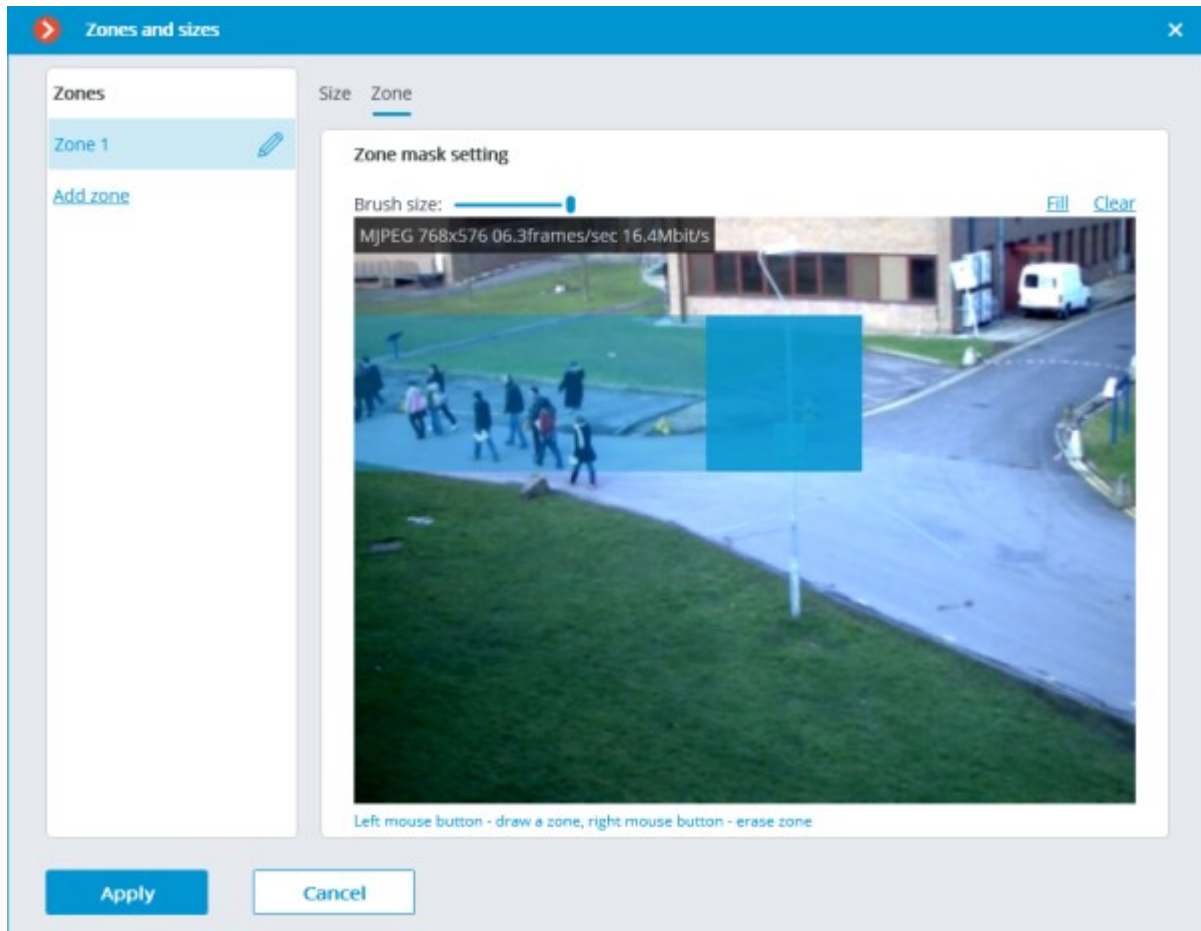 Zones and sizes
Zones
Size Zone
Zone 1
Zone mask setting
Add zone
Brush size: Fill Clear
MJPEG 768x576 06.3frames/sec 16.4Mbit/s
Left mouse button - draw a zone, right mouse button - erase zone
Apply Cancel